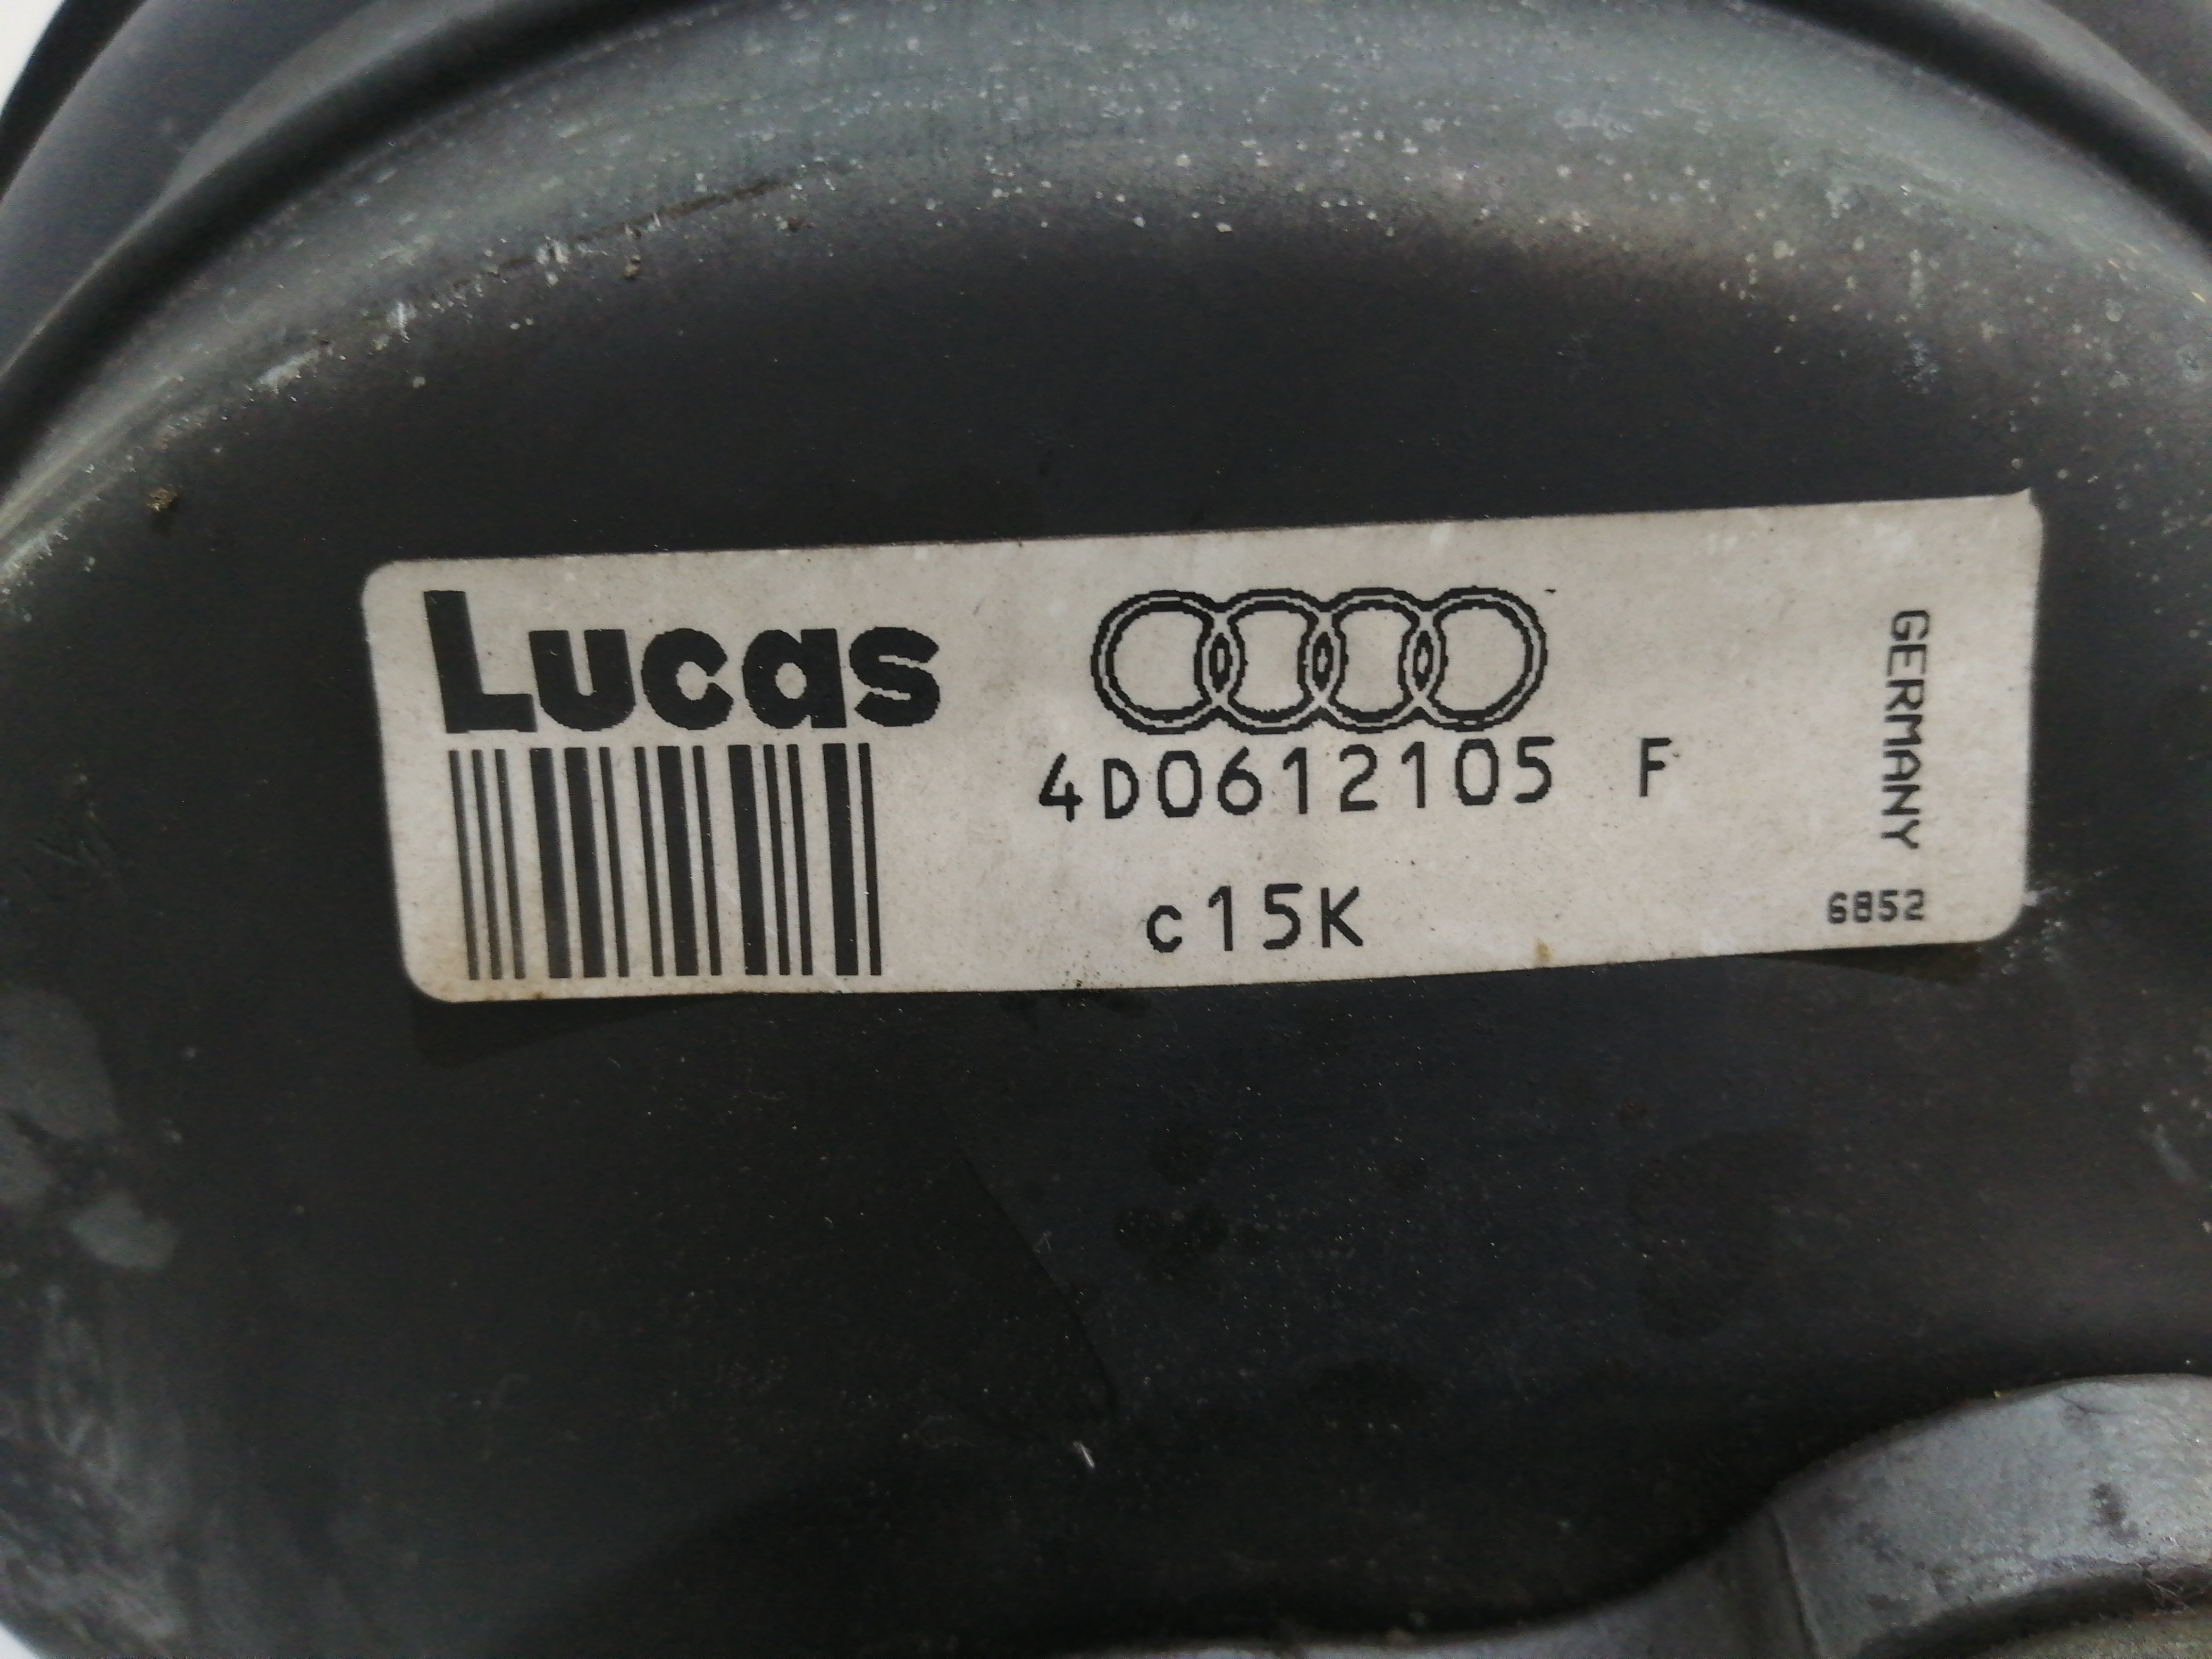 Lucas
4D0612105 F
c15K
GERMANY
6852